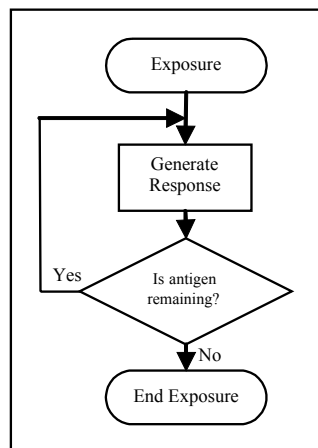 Exposure
Generate
Response
Is antigen
remaining?
Yes
No
End Exposure